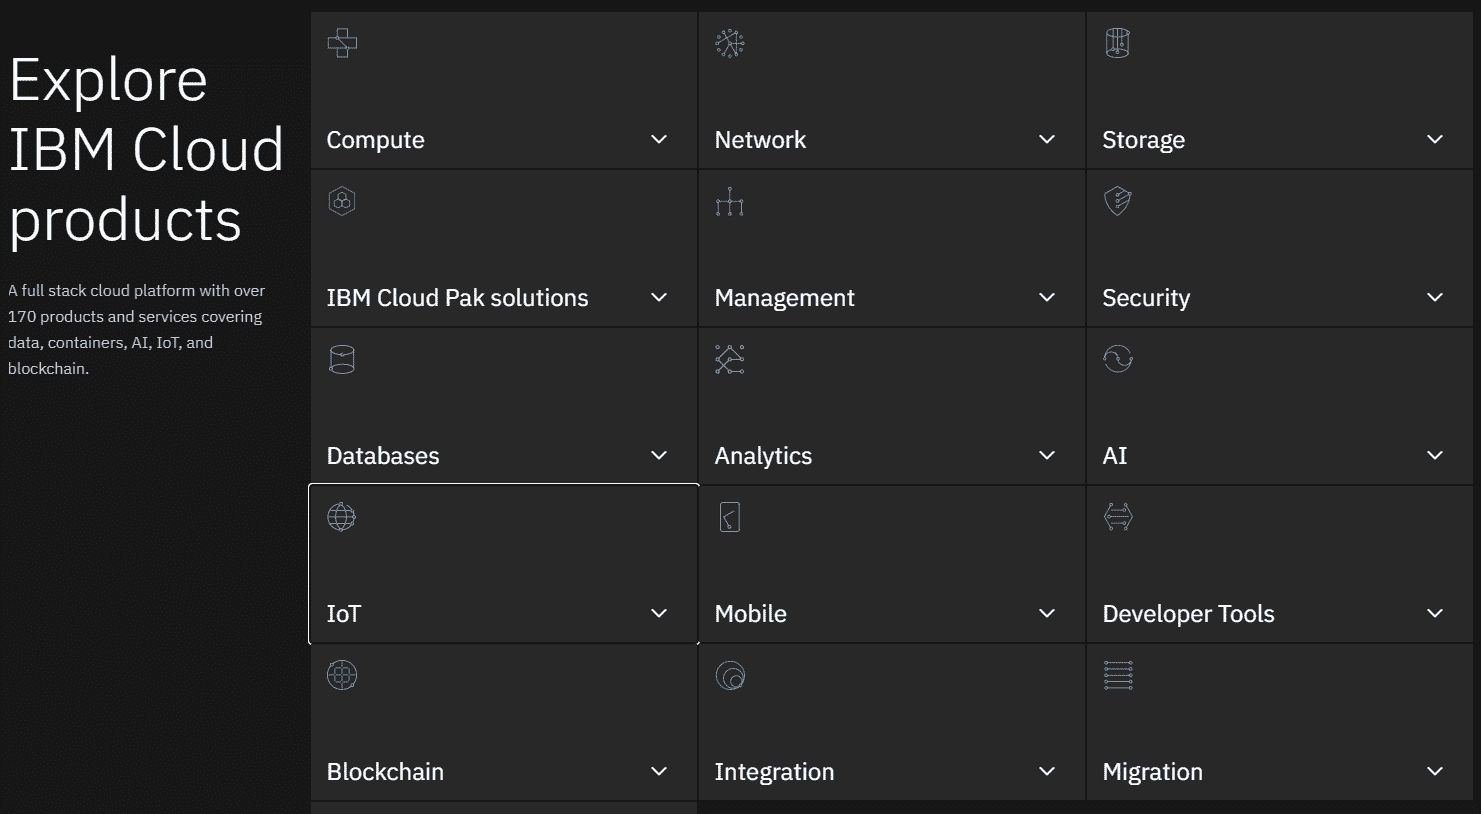 Explore
IBM Cloud
products
A full stack cloud platform with over
170 products and services covering
data, containers, AI, IoT, and
blockchain.
Compute
Network
Storage
IBM Cloud Pak solutions
Management
Security
Databases
Analytics
AI
IoT
Mobile
Developer Tools
Blockchain
Integration
Migration